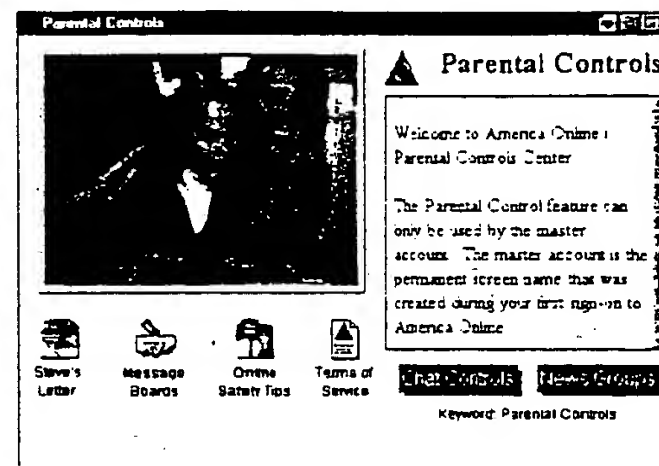 Parental Controls
Parental Controls
Welcome to America Online's
Parental Controls Center
The Parental Control feature can
only be used by the master
account. The master account is the
permanent screen name that was
created during your first sign-on to
America Online
Steve's
Letter
Message
Boards
Online
Safety Tips
Terms of
Service
Chat Controls
News Groups
Keyword: Parental Controls